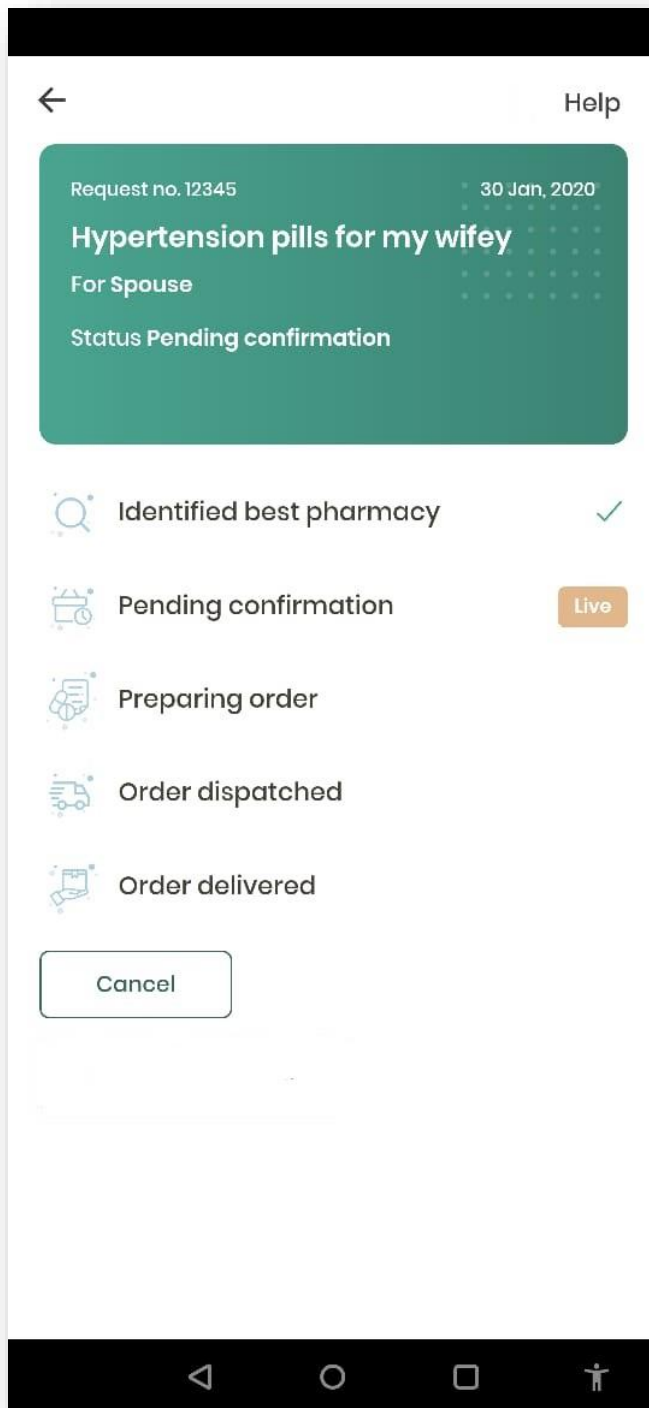 Help
Request no. 12345 30 Jan, 2020
Hypertension pills for my wifey
For Spouse
Status Pending confirmation
Identified best pharmacy
Pending confirmation Live
Preparing order
Order dispatched
Order delivered
Cancel